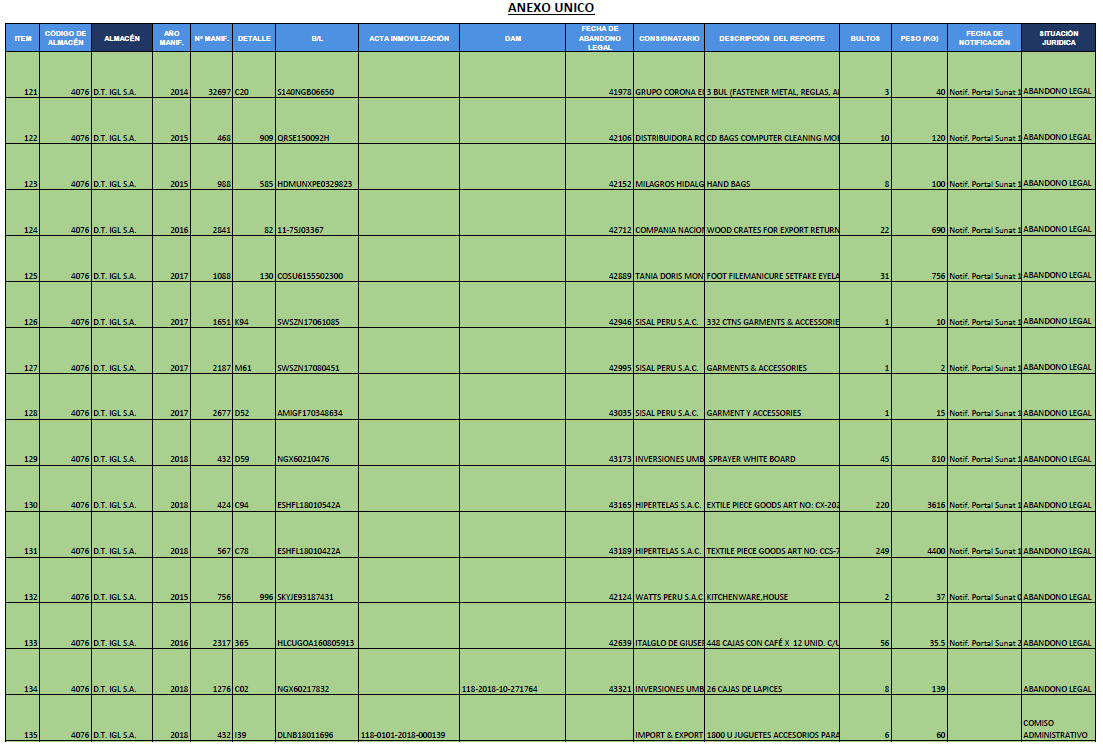 ANEXO UNICO
ITEM CÓDIGO DE ALMACÉN ALMACÉN AÑO MANIF. Nº MANIF. DETALLE B/L ACTA INMOVILIZACIÓN DAM FECHA DE ABANDONO LEGAL CONSIGNATARIO DESCRIPCIÓN DEL REPORTE BULTOS PESO (KG) FECHA DE NOTIFICACIÓN SITUACIÓN JURIDICA
121 4076 D.T. IGL S.A. 2014 32697 C20 S140NGB06650 41978 GRUPO CORONA EI 3 BUL (FASTENER METAL, REGLAS, AI 3 40 Notif. Portal Sunat 1 ABANDONO LEGAL
122 4076 D.T. IGL S.A. 2015 468 909 QRSE150092H 42106 DISTRIBUIDORA RO CD BAGS COMPUTER CLEANING MOI 10 120 Notif. Portal Sunat 1 ABANDONO LEGAL
123 4076 D.T. IGL S.A. 2015 988 585 HDMUNXPE0329823 42152 MILAGROS HIDALG HAND BAGS 8 100 Notif. Portal Sunat 1 ABANDONO LEGAL
124 4076 D.T. IGL S.A. 2016 2841 82 11-75J03367 42712 COMPANIA NACION WOOD CRATES FOR EXPORT RETURN 22 690 Notif. Portal Sunat 1 ABANDONO LEGAL
125 4076 D.T. IGL S.A. 2017 1088 130 COSU6155502300 42889 TANIA DORIS MON FOOT FILEMANICURE SETFAKE EYELA 31 756 Notif. Portal Sunat 1 ABANDONO LEGAL
126 4076 D.T. IGL S.A. 2017 1651 K94 SWSZN17061085 42946 SISAL PERU S.A.C. 332 CTNS GARMENTS & ACCESSORIE 1 10 Notif. Portal Sunat 1 ABANDONO LEGAL
127 4076 D.T. IGL S.A. 2017 2187 M61 SWSZN17080451 42995 SISAL PERU S.A.C. GARMENTS & ACCESSORIES 1 2 Notif. Portal Sunat 1 ABANDONO LEGAL
128 4076 D.T. IGL S.A. 2017 2677 D52 AMIGF170348634 43035 SISAL PERU S.A.C. GARMENT Y ACCESSORIES 1 15 Notif. Portal Sunat 1 ABANDONO LEGAL
129 4076 D.T. IGL S.A. 2018 432 D59 NGX60210476 43173 INVERSIONES UMB SPRAYER WHITE BOARD 45 810 Notif. Portal Sunat 1 ABANDONO LEGAL
130 4076 D.T. IGL S.A. 2018 424 C94 ESHFL18010542A 43165 HIPERTELAS S.A.C. EXTILE PIECE GOODS ART NO: CX-202 220 3616 Notif. Portal Sunat 1 ABANDONO LEGAL
131 4076 D.T. IGL S.A. 2018 567 C78 ESHFL18010422A 43189 HIPERTELAS S.A.C. TEXTILE PIECE GOODS ART NO: CCS-7 249 4400 Notif. Portal Sunat 1 ABANDONO LEGAL
132 4076 D.T. IGL S.A. 2015 756 996 SKYJE93187431 42124 WATTS PERU S.A.C KITCHENWARE,HOUSE 2 37 Notif. Portal Sunat 0 ABANDONO LEGAL
133 4076 D.T. IGL S.A. 2016 2317 365 HLCUGOA160805913 42639 ITALGLO DE GIUSEP 448 CAJAS CON CAFÉ X 12 UNID. C/U 56 35.5 Notif. Portal Sunat 2 ABANDONO LEGAL
134 4076 D.T. IGL S.A. 2018 1276 C02 NGX60217832 118-2018-10-271764 43321 INVERSIONES UMB 26 CAJAS DE LAPICES 8 139 ABANDONO LEGAL
135 4076 D.T. IGL S.A. 2018 432 I39 DLNB18011696 118-0101-2018-000139 IMPORT & EXPORT 1800 U JUGUETES ACCESORIOS PARA 6 60 COMISO ADMINISTRATIVO